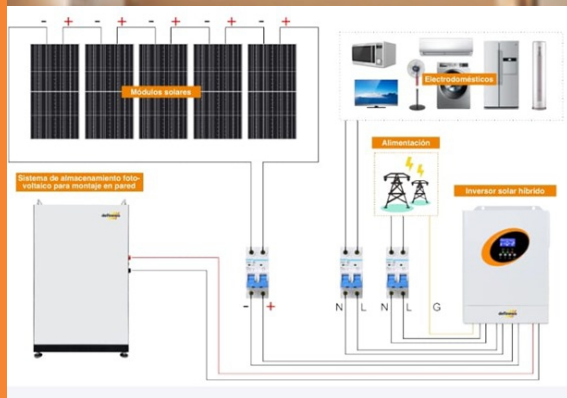 - + - + - + - + - +
Módulos solares
Electrodomésticos
Alimentación
Sistema de almacenamiento foto-
voltaico para montaje en pared
Inversor solar híbrido
- +
N L N L G